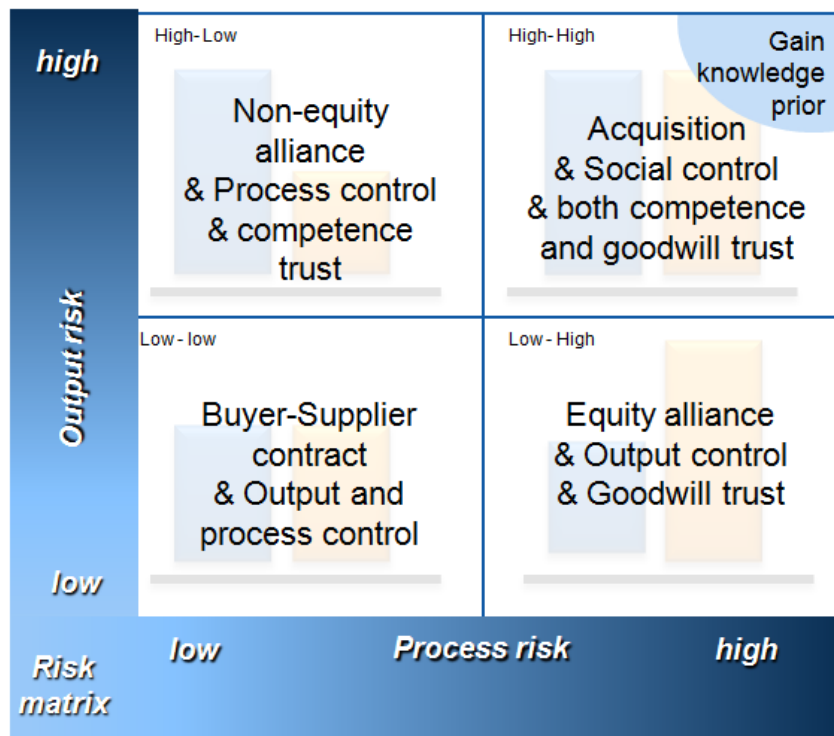 high
High- Low
Non-equity
alliance
& Process control
& competence
trust
High-High
Gain
knowledge
prior
Acquisition
& Social control
& both competence
and goodwill trust
Output risk
Low - low
Buyer-Supplier
contract
& Output and
process control
Low - High
Equity alliance
& Output control
& Goodwill trust
low
Risk
matrix
low
Process risk
high